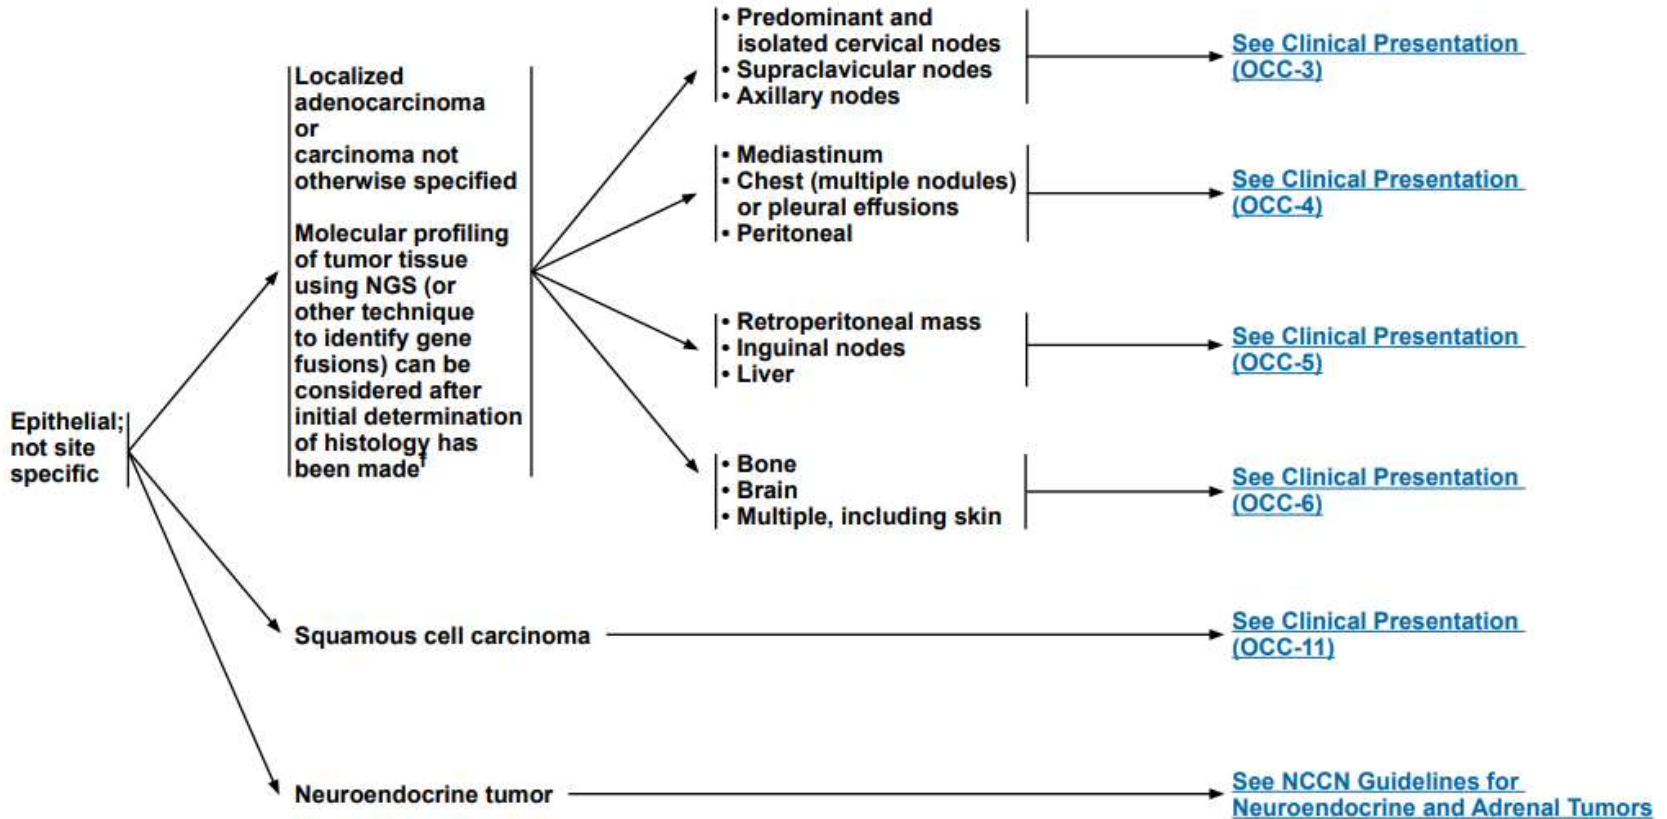 Epithelial;
not site
specific
Localized
adenocarcinoma
or
carcinoma not
otherwise specified
Molecular profiling
of tumor tissue
using NGS (or
other technique
to identify gene
fusions) can be
considered after
initial determination
of histology has
been made†
• Predominant and
isolated cervical nodes
• Supraclavicular nodes
• Axillary nodes
See Clinical Presentation
(OCC-3)
• Mediastinum
• Chest (multiple nodules)
or pleural effusions
• Peritoneal
See Clinical Presentation
(OCC-4)
• Retroperitoneal mass
• Inguinal nodes
• Liver
See Clinical Presentation
(OCC-5)
• Bone
• Brain
• Multiple, including skin
See Clinical Presentation
(OCC-6)
Squamous cell carcinoma
See Clinical Presentation
(OCC-11)
Neuroendocrine tumor
See NCCN Guidelines for
Neuroendocrine and Adrenal Tumors